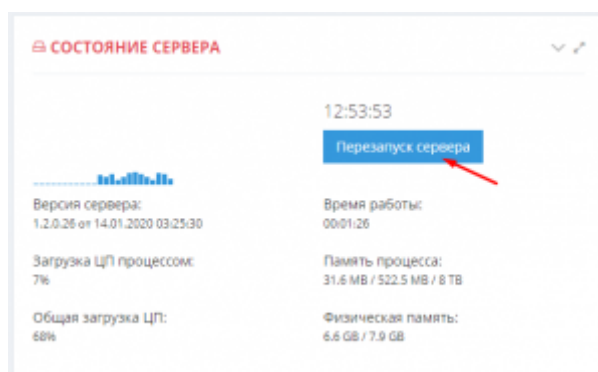 СОСТОЯНИЕ СЕРВЕРА
12:53:53
Перезапуск сервера
Версия сервера:
1.2.0.26 от 14.01.2020 03:25:30
Время работы:
00:01:26
Загрузка ЦП процессом:
7%
Память процесса:
31.6 MB / 522.5 MB / 8 TB
Общая загрузка ЦП:
68%
Физическая память:
6.6 GB / 7.9 GB